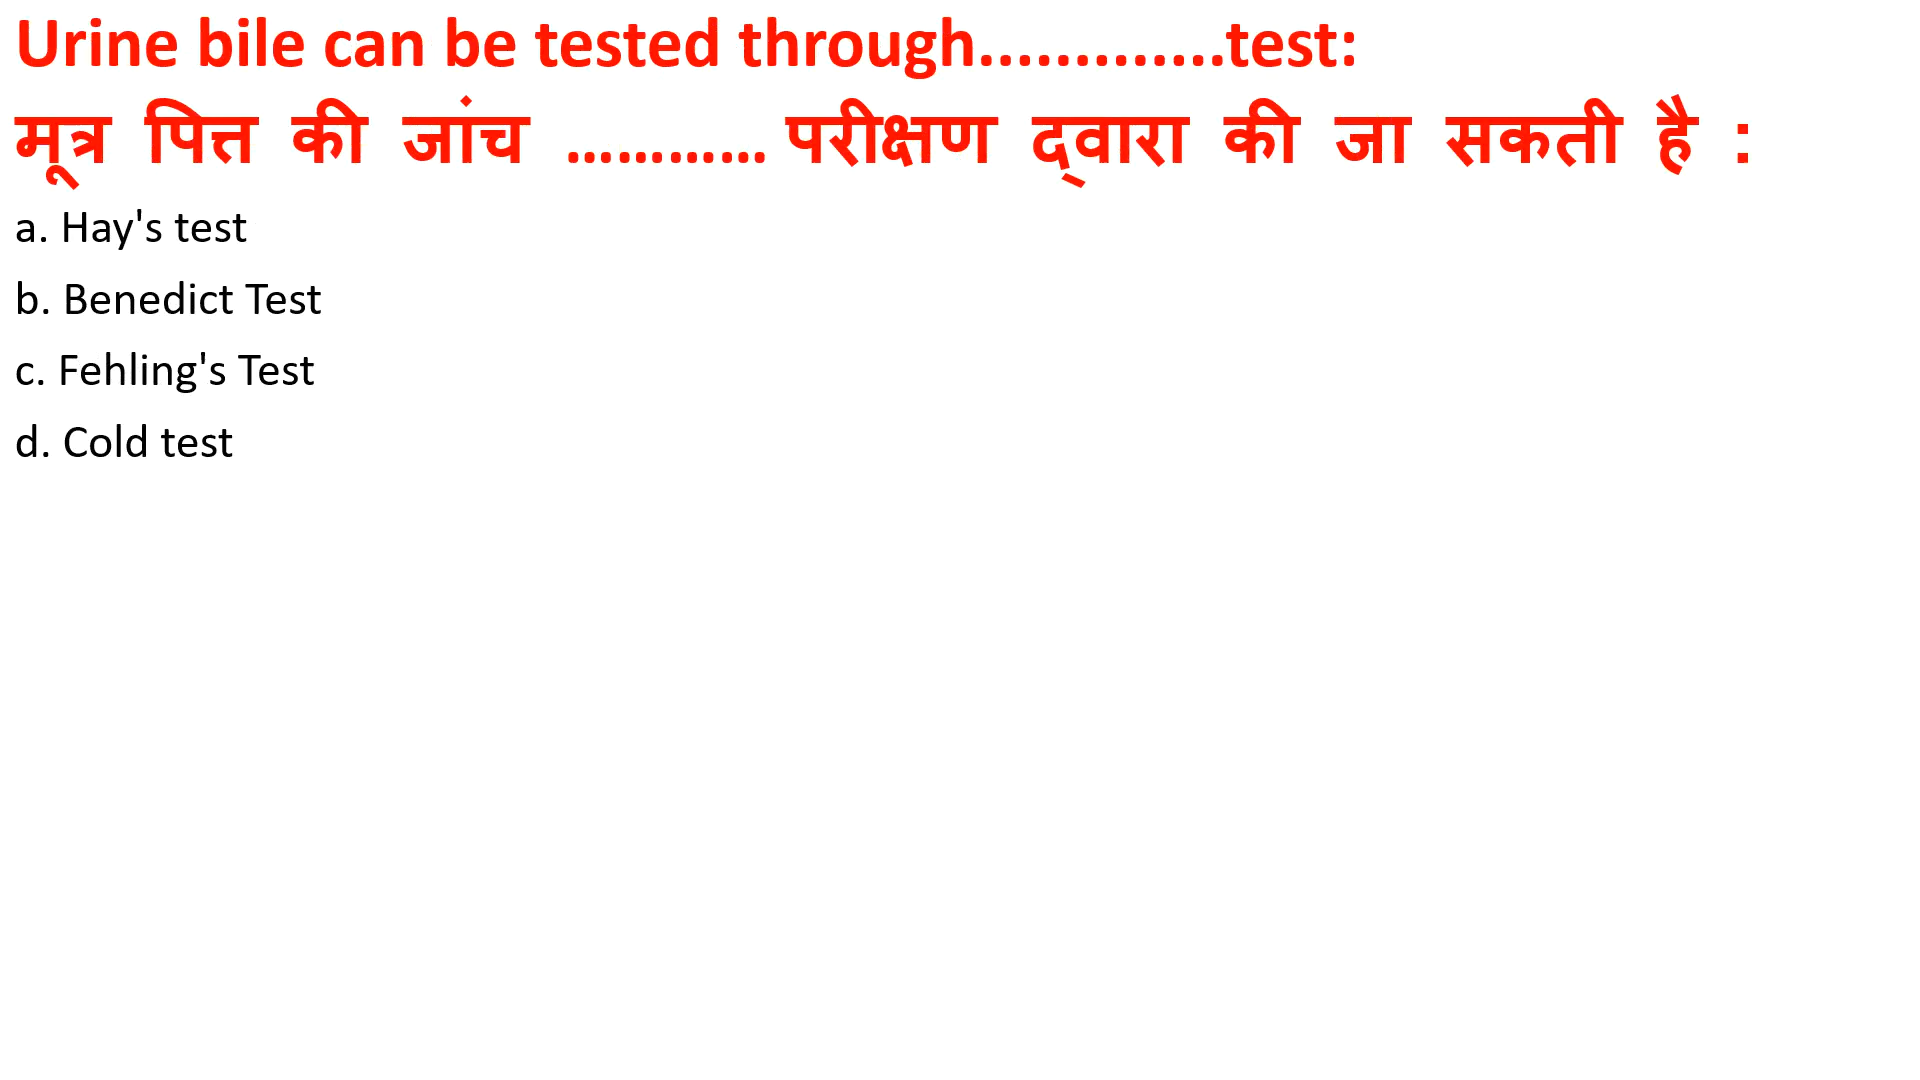 Urine bile can be tested through.............test:
मूत्र पित्त की जांच ............ परीक्षण द्वारा की जा सकती है :
a. Hay's test
b. Benedict Test
c. Fehling's Test
d. Cold test